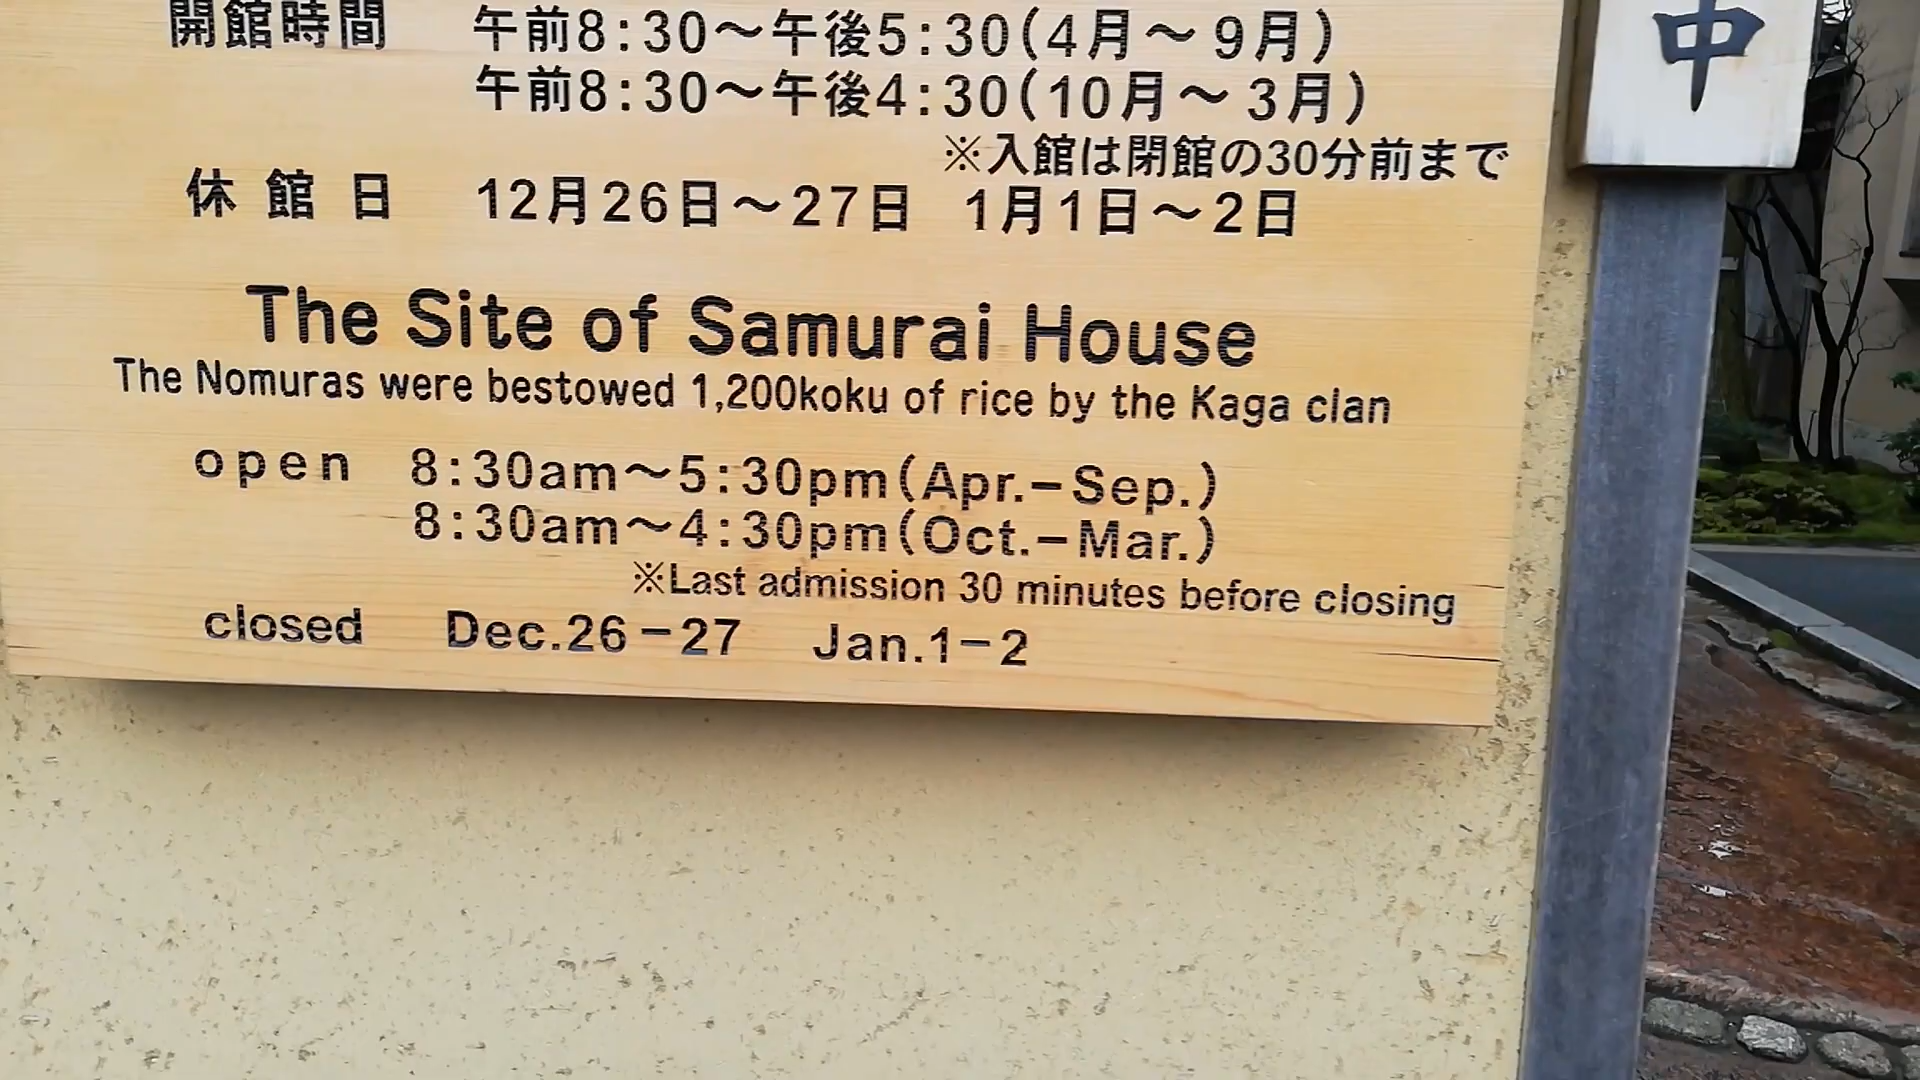 開館時間 午前8:30～午後5:30(4月～9月)
午前8:30～午後4:30(10月～3月)
※入館は閉館の30分前まで
休館日 12月26日～27日 1月1日～2日
The Site of Samurai House
The Nomuras were bestowed 1,200koku of rice by the Kaga clan
open 8:30am～5:30pm(Apr.－Sep.)
8:30am～4:30pm(Oct.－Mar.)
※Last admission 30 minutes before closing
closed Dec.26－27 Jan.1－2
中